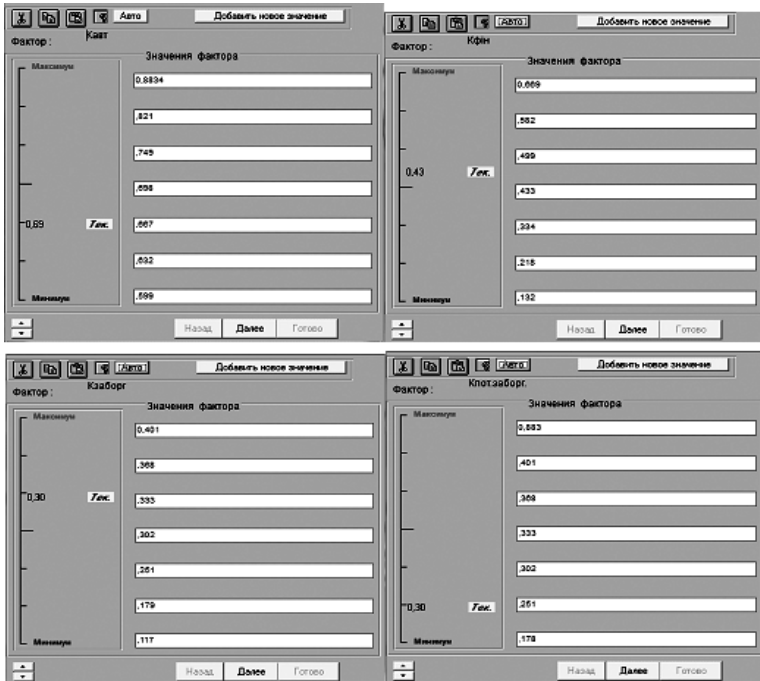 Авто
Добавить новое значение
Фактор :
Кавт
Значения фактора
Максимум
0,69
Тек.
Минимум
0,8834
,821
,749
,698
,667
,632
,599
Назад
Далее
Готово
Авто
Добавить новое значение
Фактор :
Кфін
Значения фактора
Максимум
0,43
Тек.
Минимум
0,669
,582
,499
,433
,334
,218
,132
Назад
Далее
Готово
Авто
Добавить новое значение
Фактор :
Кзаборг
Значения фактора
Максимум
0,30
Тек.
Минимум
0,401
,368
,333
,302
,251
,179
,117
Назад
Далее
Готово
Авто
Добавить новое значение
Фактор :
Кпот.заборг.
Значения фактора
Максимум
0,30
Тек.
Минимум
,401
,368
,333
,302
,251
,178
Назад
Далее
Готово